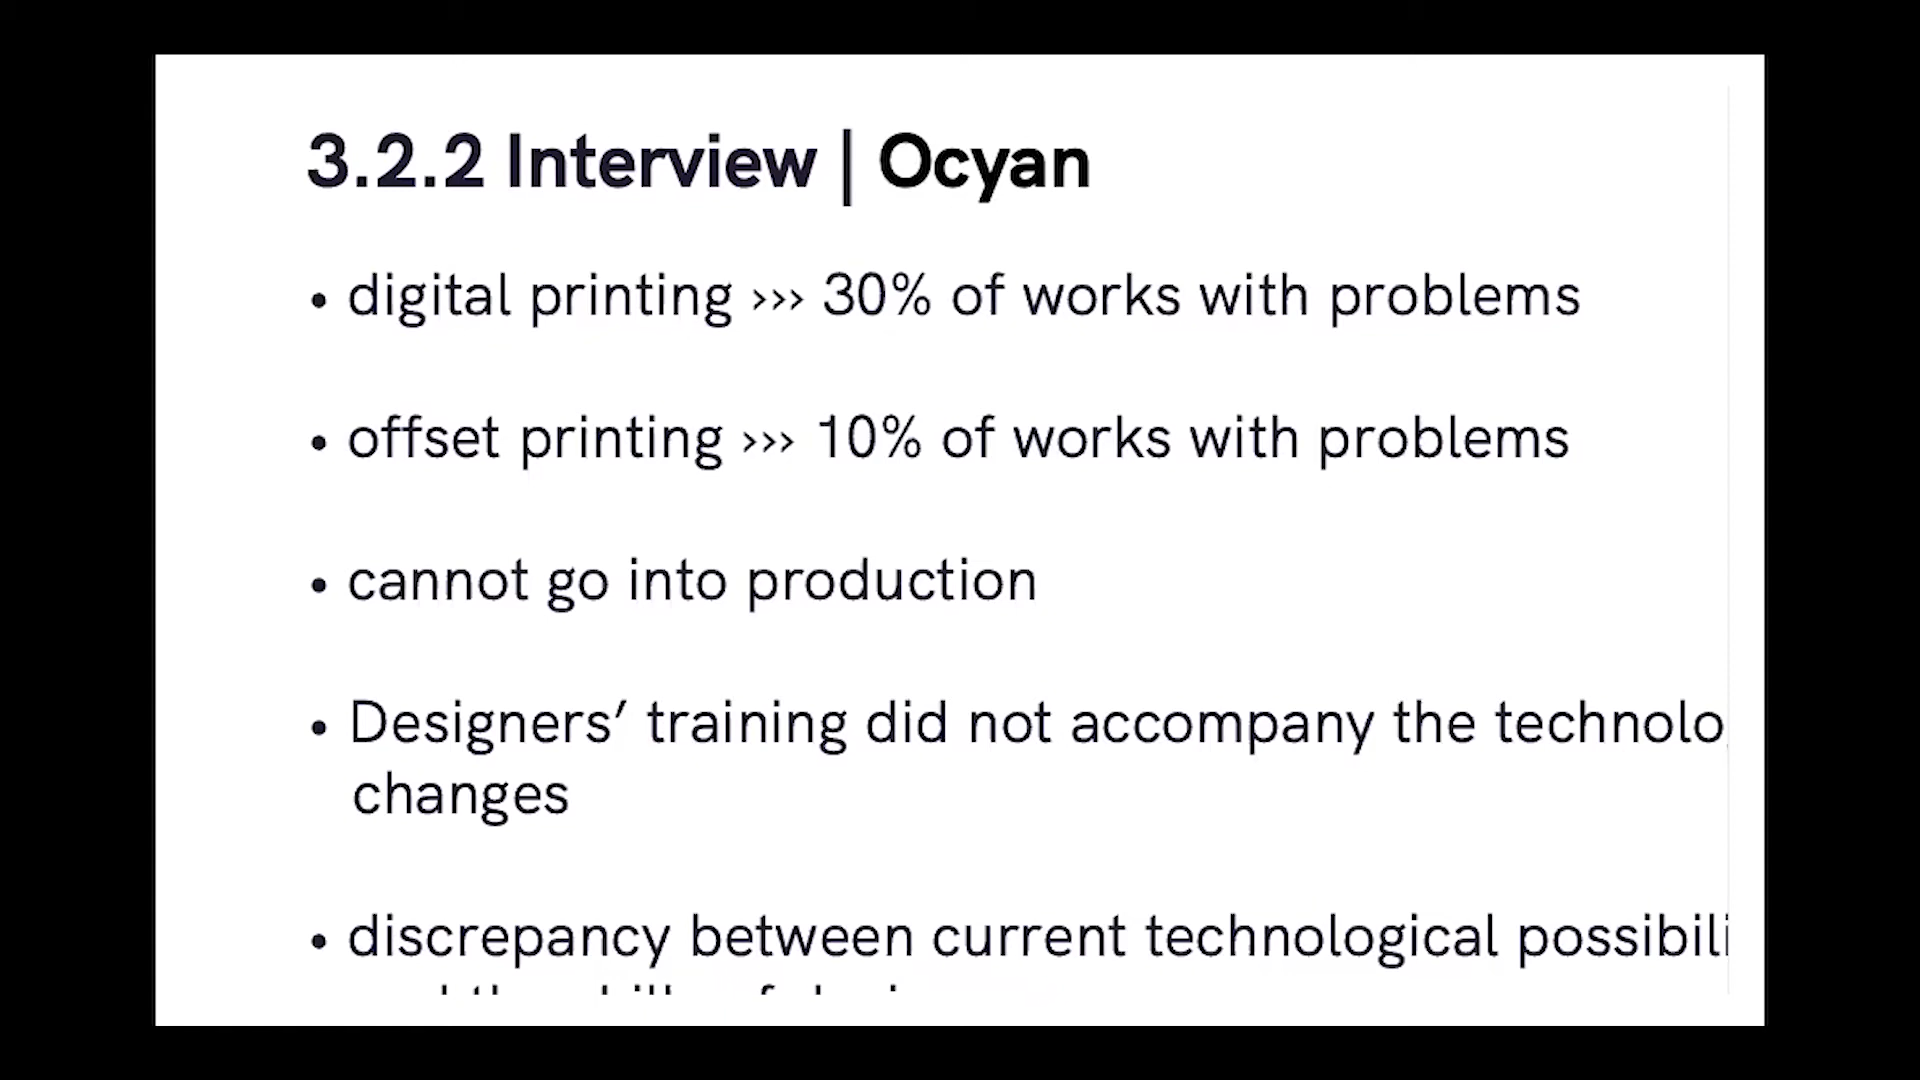 3.2.2 Interview | Ocyan
• digital printing ››› 30% of works with problems
• offset printing ››› 10% of works with problems
• cannot go into production
• Designers’ training did not accompany the technolo
changes
• discrepancy between current technological possibili